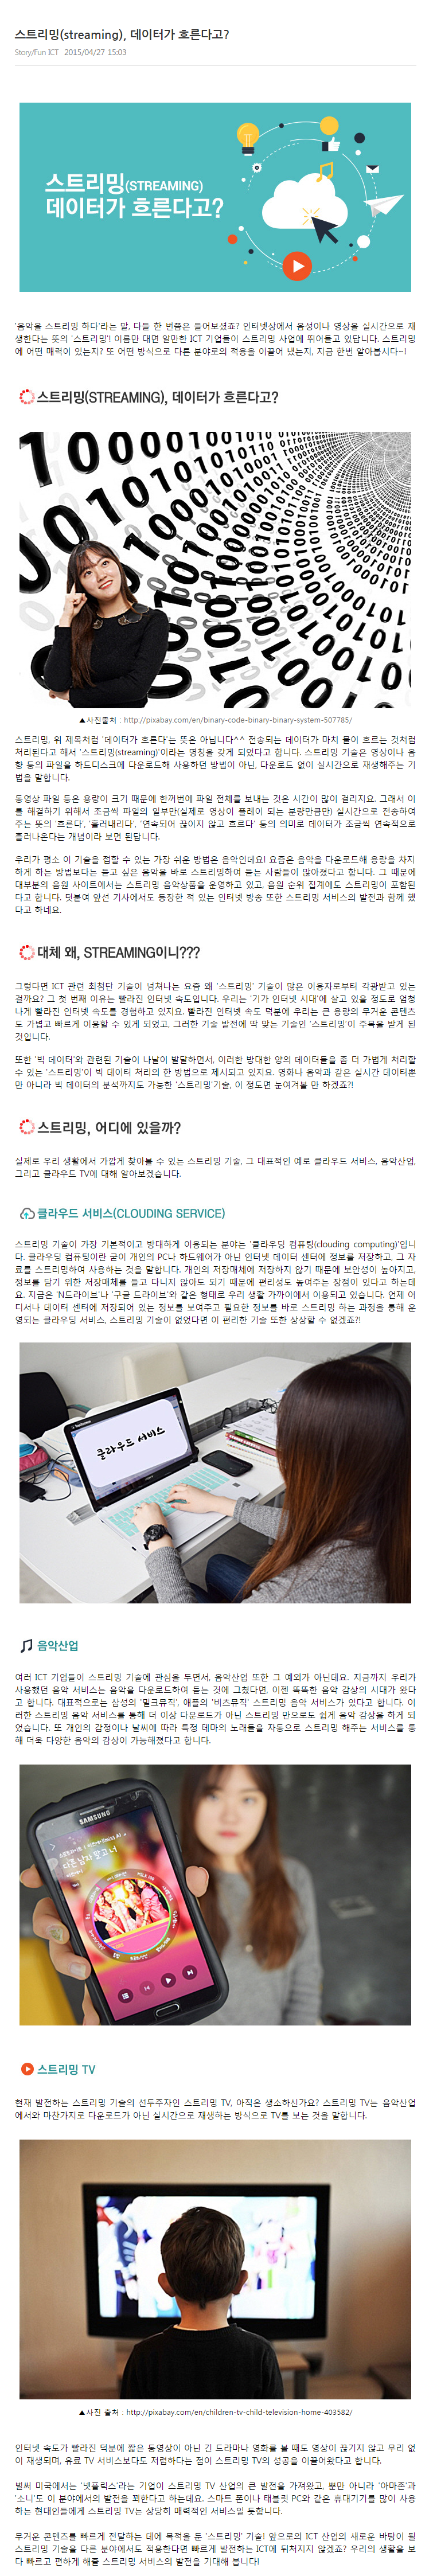 스트리밍(streaming), 데이터가 흐른다고?
Story/Fun ICT 2015/04/27 15:03
스트리밍(STREAMING)
데이터가 흐른다고?
'음악을 스트리밍 하다'라는 말, 다들 한 번쯤은 들어보셨죠? 인터넷상에서 음성이나 영상을 실시간으로 재
생한다는 뜻의 '스트리밍'! 이름만 대면 알만한 ICT 기업들이 스트리밍 사업에 뛰어들고 있답니다. 스트리밍
에 어떤 매력이 있는지? 또 어떤 방식으로 다른 분야로의 적용을 이끌어 냈는지, 지금 한번 알아봅시다~!
스트리밍(STREAMING), 데이터가 흐른다고?
▲사진출처 : http://pixabay.com/en/binary-code-binary-binary-system-507785/
스트리밍, 위 제목처럼 '데이터가 흐른다'는 뜻은 아닙니다^^ 전송되는 데이터가 마치 물이 흐르는 것처럼
처리된다고 해서 '스트리밍(streaming)'이라는 명칭을 갖게 되었다고 합니다. 스트리밍 기술은 영상이나 음
향 등의 파일을 하드디스크에 다운로드해 사용하던 방법이 아닌, 다운로드 없이 실시간으로 재생해주는 기
법을 말합니다.
동영상 파일 등은 용량이 크기 때문에 한꺼번에 파일 전체를 보내는 것은 시간이 많이 걸리지요. 그래서 이
를 해결하기 위해서 조금씩 파일의 일부만(실제로 영상이 플레이 되는 분량만큼만) 실시간으로 전송하여
주는 뜻의 '흐른다', '흘러내리다', '연속되어 끊이지 않고 흐르다' 등의 의미로 데이터가 조금씩 연속적으로
흘러나온다는 개념이라 보면 된답니다.
우리가 평소 이 기술을 접할 수 있는 가장 쉬운 방법은 음악인데요! 요즘은 음악을 다운로드해 용량을 차지
하게 하는 방법보다는 듣고 싶은 음악을 바로 스트리밍하여 듣는 사람들이 많아졌다고 합니다. 그 때문에
대부분의 음원 사이트에서는 스트리밍 음악상품을 운영하고 있고, 음원 순위 집계에도 스트리밍이 포함된
다고 합니다. 덧붙여 앞선 기사에서도 등장한 적 있는 인터넷 방송 또한 스트리밍 서비스의 발전과 함께 했
다고 하네요.
대체 왜, STREAMING이니???
그렇다면 ICT 관련 최첨단 기술이 넘쳐나는 요즘 왜 '스트리밍' 기술이 많은 이용자로부터 각광받고 있는
걸까요? 그 첫 번째 이유는 빨라진 인터넷 속도입니다. 우리는 '기가 인터넷 시대'에 살고 있을 정도로 엄청
나게 빨라진 인터넷 속도를 경험하고 있지요. 빨라진 인터넷 속도 덕분에 우리는 큰 용량의 무거운 콘텐츠
도 가볍고 빠르게 이용할 수 있게 되었고, 그러한 기술 발전에 딱 맞는 기술인 '스트리밍'이 주목을 받게 된
것입니다.
또한 '빅 데이터'와 관련된 기술이 나날이 발달하면서, 이러한 방대한 양의 데이터들을 좀 더 가볍게 처리할
수 있는 '스트리밍'이 빅 데이터 처리의 한 방법으로 제시되고 있지요. 영화나 음악과 같은 실시간 데이터뿐
만 아니라 빅 데이터의 분석까지도 가능한 '스트리밍'기술, 이 정도면 눈여겨볼 만 하겠죠?!
스트리밍, 어디에 있을까?
실제로 우리 생활에서 가깝게 찾아볼 수 있는 스트리밍 기술, 그 대표적인 예로 클라우드 서비스, 음악산업,
그리고 클라우드 TV에 대해 알아보겠습니다.
클라우드 서비스(CLOUDING SERVICE)
스트리밍 기술이 가장 기본적이고 방대하게 이용되는 분야는 '클라우딩 컴퓨팅(clouding computing)'입니
다. 클라우딩 컴퓨팅이란 굳이 개인의 PC나 하드웨어가 아닌 인터넷 데이터 센터에 정보를 저장하고, 그 자
료를 스트리밍하여 사용하는 것을 말합니다. 개인의 저장매체에 저장하지 않기 때문에 보안성이 높아지고,
정보를 담기 위한 저장매체를 들고 다니지 않아도 되기 때문에 편리성도 높여주는 장점이 있다고 하는데
요. 지금은 'N드라이브'나 '구글 드라이브'와 같은 형태로 우리 생활 가까이에서 이용되고 있습니다. 언제 어
디서나 데이터 센터에 저장되어 있는 정보를 보여주고 필요한 정보를 바로 스트리밍 하는 과정을 통해 운
영되는 클라우딩 서비스, 스트리밍 기술이 없었다면 이 편리한 기술 또한 상상할 수 없겠죠?!
클라우드 서비스
음악산업
여러 ICT 기업들이 스트리밍 기술에 관심을 두면서, 음악산업 또한 그 예외가 아닌데요. 지금까지 우리가
사용했던 음악 서비스는 음악을 다운로드하여 듣는 것에 그쳤다면, 이젠 똑똑한 음악 감상의 시대가 왔다
고 합니다. 대표적으로는 삼성의 '밀크뮤직', 애플의 '비츠뮤직' 스트리밍 음악 서비스가 있다고 합니다. 이
러한 스트리밍 음악 서비스를 통해 더 이상 다운로드가 아닌 스트리밍 만으로도 쉽게 음악 감상을 하게 되
었습니다. 또 개인의 감정이나 날씨에 따라 특정 테마의 노래들을 자동으로 스트리밍 해주는 서비스를 통
해 더욱 다양한 음악의 감상이 가능해졌다고 합니다.
SAMSUNG
다른 남자 말고 너
스트리밍 TV
현재 발전하는 스트리밍 기술의 선두주자인 스트리밍 TV, 아직은 생소하신가요? 스트리밍 TV는 음악산업
에서와 마찬가지로 다운로드가 아닌 실시간으로 재생하는 방식으로 TV를 보는 것을 말합니다.
▲사진 출처 : http://pixabay.com/en/children-tv-child-television-home-403582/
인터넷 속도가 빨라진 덕분에 짧은 동영상이 아닌 긴 드라마나 영화를 볼 때도 영상이 끊기지 않고 무리 없
이 재생되며, 유료 TV 서비스보다도 저렴하다는 점이 스트리밍 TV의 성공을 이끌어왔다고 합니다.
벌써 미국에서는 '넷플릭스'라는 기업이 스트리밍 TV 산업의 큰 발전을 가져왔고, 뿐만 아니라 '아마존'과
'소니'도 이 분야에서의 발전을 꾀한다고 하는데요. 스마트 폰이나 태블릿 PC와 같은 휴대기기를 많이 사용
하는 현대인들에게 스트리밍 TV는 상당히 매력적인 서비스일 듯합니다.
무거운 콘텐츠를 빠르게 전달하는 데에 목적을 둔 '스트리밍' 기술! 앞으로의 ICT 산업의 새로운 바람이 될
스트리밍 기술을 다른 분야에서도 적용한다면 빠르게 발전하는 ICT에 뒤처지지 않겠죠? 우리의 생활을 보
다 빠르고 편하게 해줄 스트리밍 서비스의 발전을 기대해 봅니다!